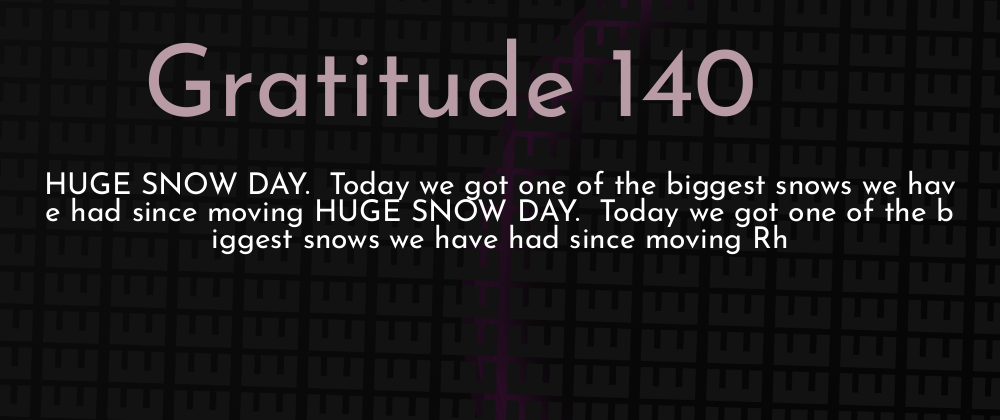 Gratitude 140
HUGE SNOW DAY.  Today we got one of the biggest snows we hav
e had since moving HUGE SNOW DAY.  Today we got one of the b
iggest snows we have had since moving Rh